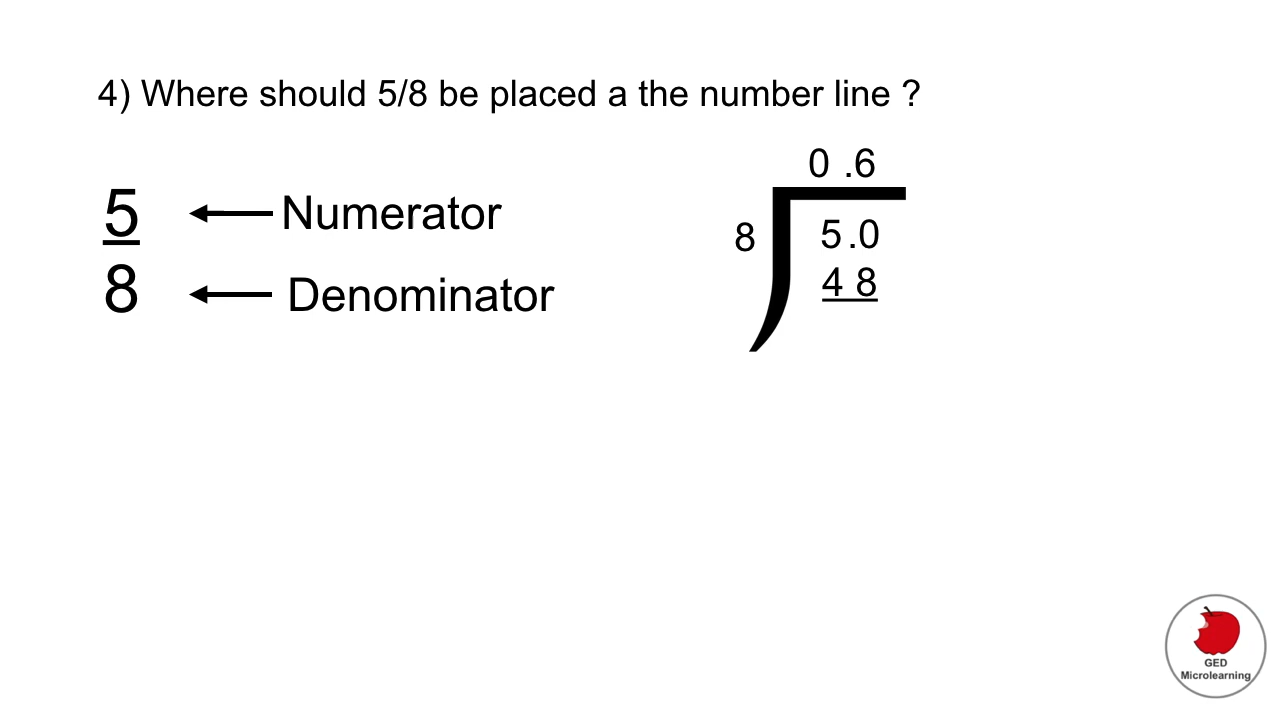 4) Where should 5/8 be placed a the number line ?
5
Numerator
8
Denominator
0 .6
8
5 .0
4 8
GED
Microlearning